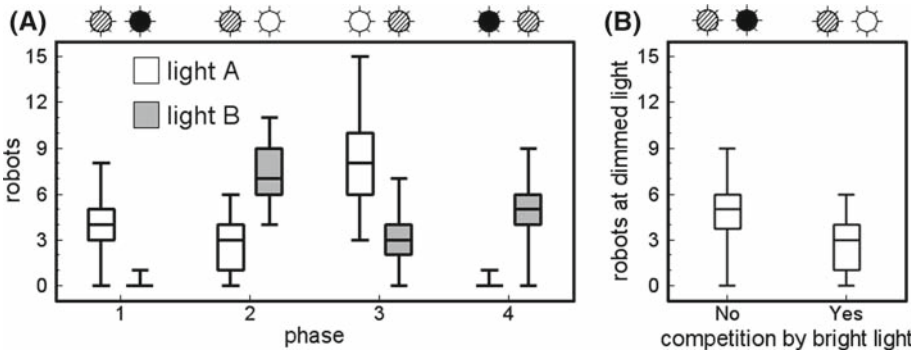 (A)
15
12
9
6
3
0
robots
light A
light B
1 2 3 4
phase
(B)
15
12
9
6
3
0
robots at dimmed light
No Yes
competition by bright light